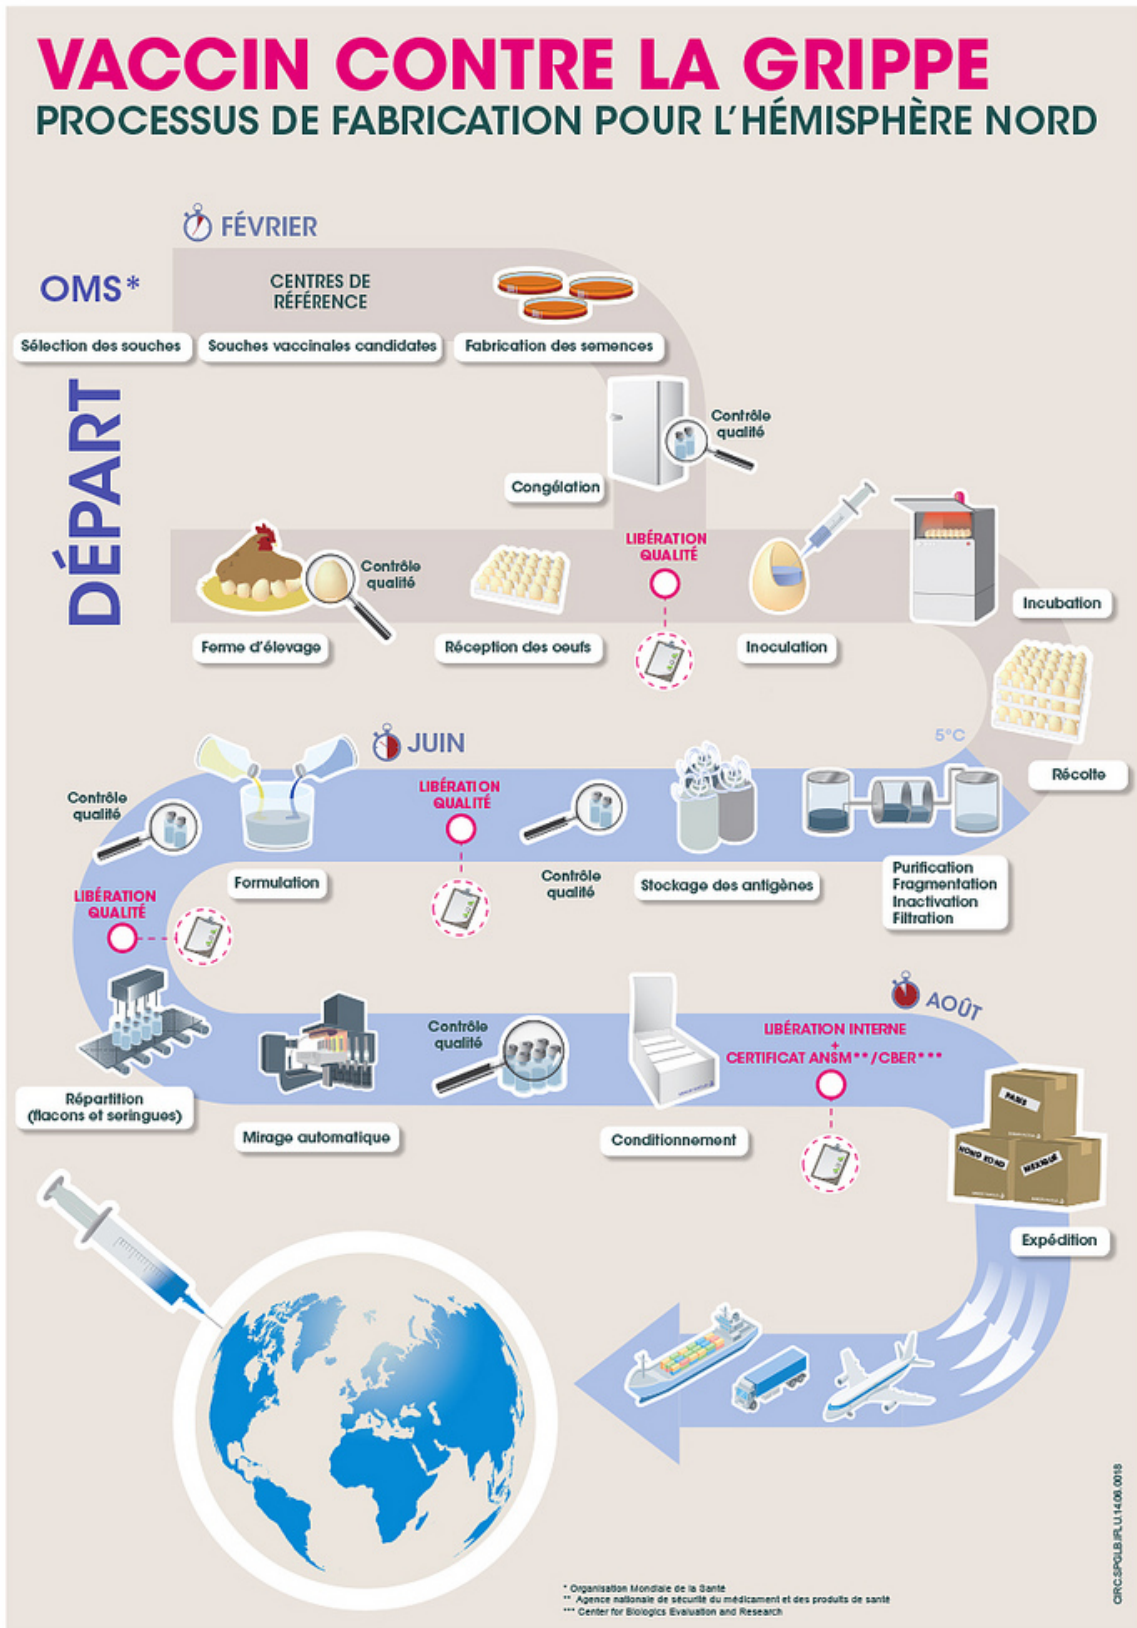 VACCIN CONTRE LA GRIPPE
PROCESSUS DE FABRICATION POUR L'HÉMISPHÈRE NORD
FÉVRIER
OMS*
CENTRES DE
RÉFÉRENCE
Sélection des souches
Souches vaccinales candidates
Fabrication des semences
DÉPART
Contrôle
qualité
Congélation
LIBÉRATION
QUALITÉ
Contrôle
qualité
Incubation
Ferme d'élevage
Réception des oeufs
Inoculation
5°C
Récolte
JUIN
LIBÉRATION
QUALITÉ
Contrôle
qualité
Formulation
Contrôle
qualité
Stockage des antigènes
Purification
Fragmentation
Inactivation
Filtration
LIBÉRATION
QUALITÉ
AOÛT
Contrôle
qualité
LIBÉRATION INTERNE
+
CERTIFICAT ANSM**/CBER***
Répartition
(flacons et seringues)
Mirage automatique
Conditionnement
PARIS
HONG KONG
MEXIQUE
Expédition
* Organisation Mondiale de la Santé
** Agence nationale de sécurité du médicament et des produits de santé
*** Center for Biologics Evaluation and Research